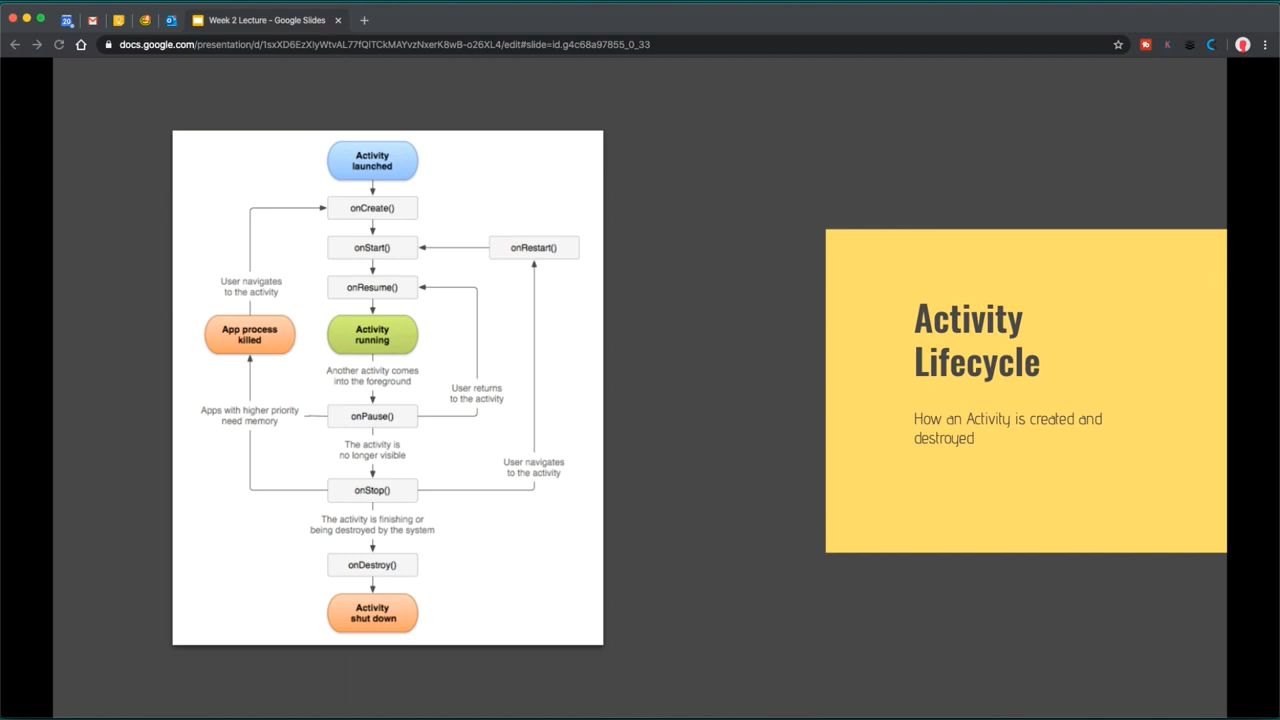 20
Week 2 Lecture - Google Slides
docs.google.com/presentation/d/1sxXD6EzXIyWtvAL77fQITCkMAYvzNxerK8wB-o26XL4/edit#slide=id.g4c68a97855_0_33
K
Activity
launched
onCreate()
onStart()
onRestart()
User navigates
to the activity
onResume()
App process
killed
Activity
running
Another activity comes
into the foreground
User returns
to the activity
Apps with higher priority
need memory
onPause()
The activity is
no longer visible
User navigates
to the activity
onStop()
The activity is finishing or
being destroyed by the system
onDestroy()
Activity
shut down
Activity
Lifecycle
How an Activity is created and
destroyed